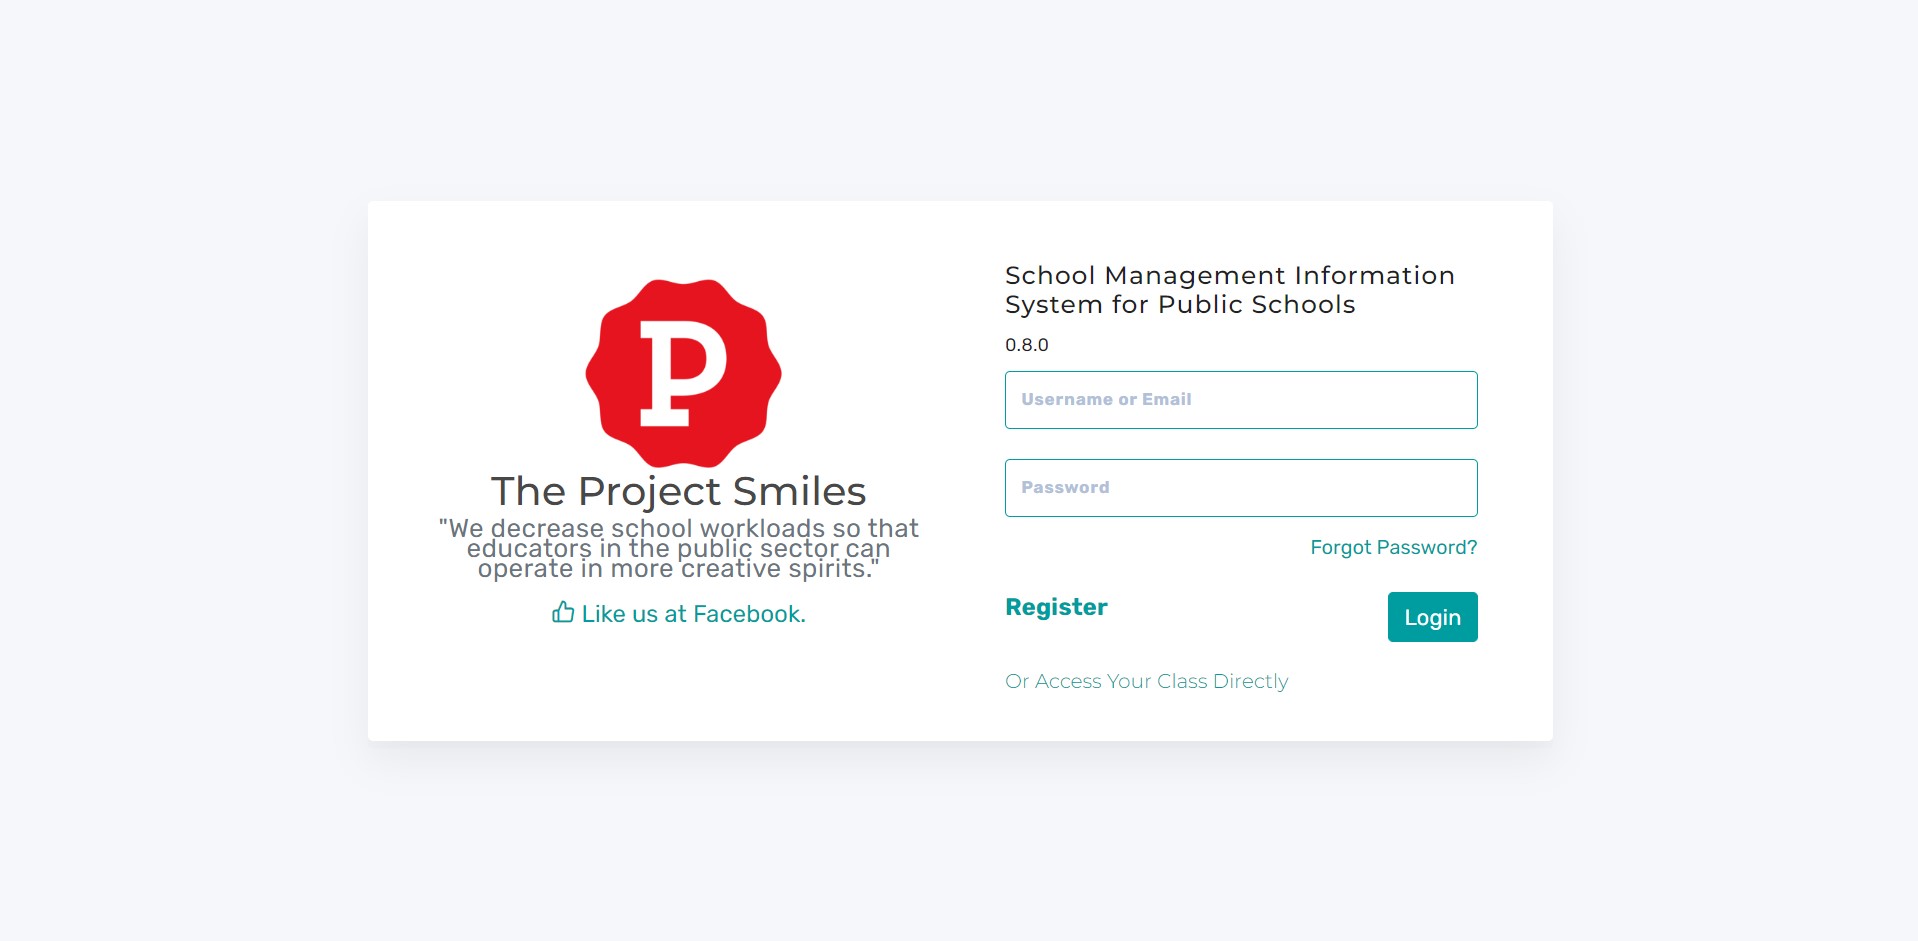 P
The Project Smiles
"We decrease school workloads so that
educators in the public sector can
operate in more creative spirits."
Like us at Facebook.
School Management Information
System for Public Schools
0.8.0
Username or Email
Password
Forgot Password?
Register
Login
Or Access Your Class Directly